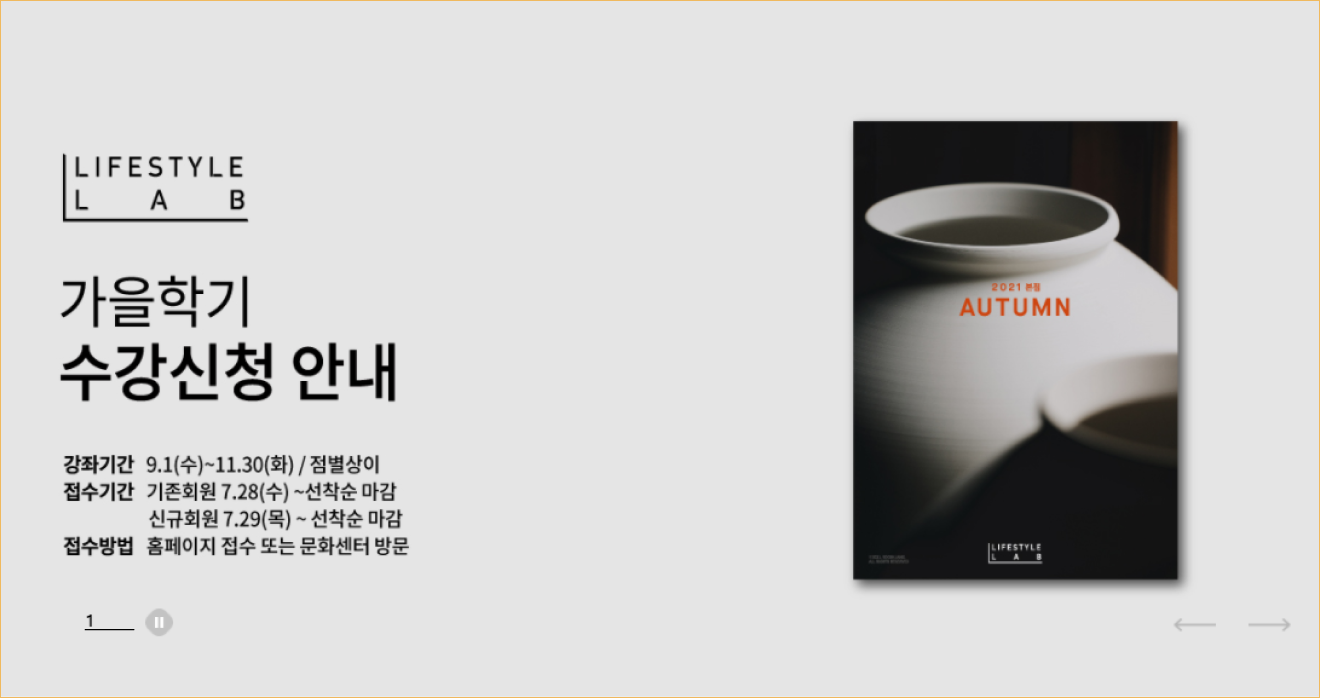 LIFESTYLE
LAB
가을학기
수강신청 안내
강좌기간 9.1(수)~11.30(화) / 점별상이
접수기간 기존회원 7.28(수) ~선착순 마감
신규회원 7.29(목) ~ 선착순 마감
접수방법 홈페이지 접수 또는 문화센터 방문
1
2021 본점
AUTUMN
LIFESTYLE
LAB